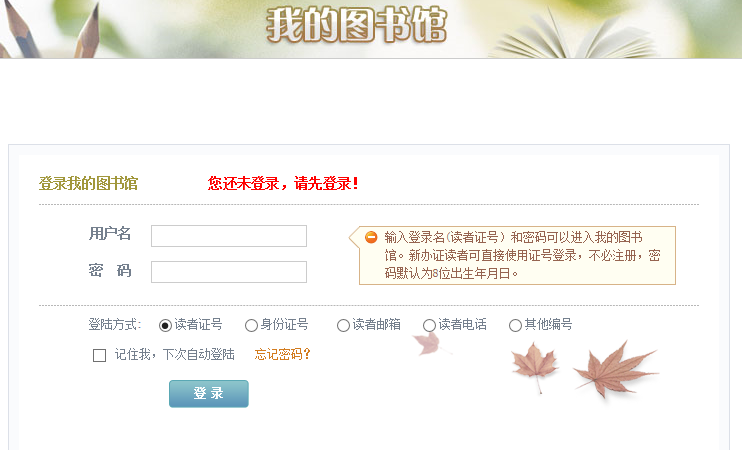 我的图书馆
登录我的图书馆 您还未登录，请先登录！
用户名
输入登录名(读者证号）和密码可以进入我的图书
馆。新办证读者可直接使用证号登录，不必注册，密
码默认为6位出生年月日。
密 码
登陆方式： 读者证号 身份证号 读者邮箱 读者电话 其他编号
记住我，下次自动登陆 忘记密码？
登 录